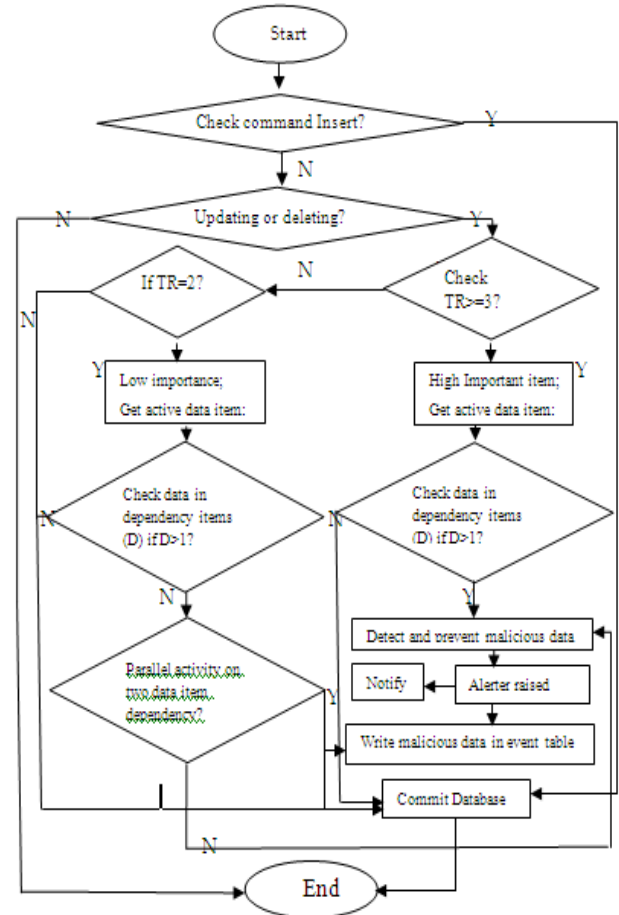 Start
Check command Insert?
Y
N
Updating or deleting?
N
Y
N
If TR=2?
Check
TR>=3?
N
Y
Low importance;
Get active data item:
High Important item;
Get active data item:
Y
Check data in
dependency items
(D) if D>1?
Check data in
dependency items
(D) if D>1?
N
N
N
Y
Parallel activity on
two data item
dependency?
Y
Detect and prevent malicious data
Notify
Alerter raised
Write malicious data in event table
Commit Database
N
End